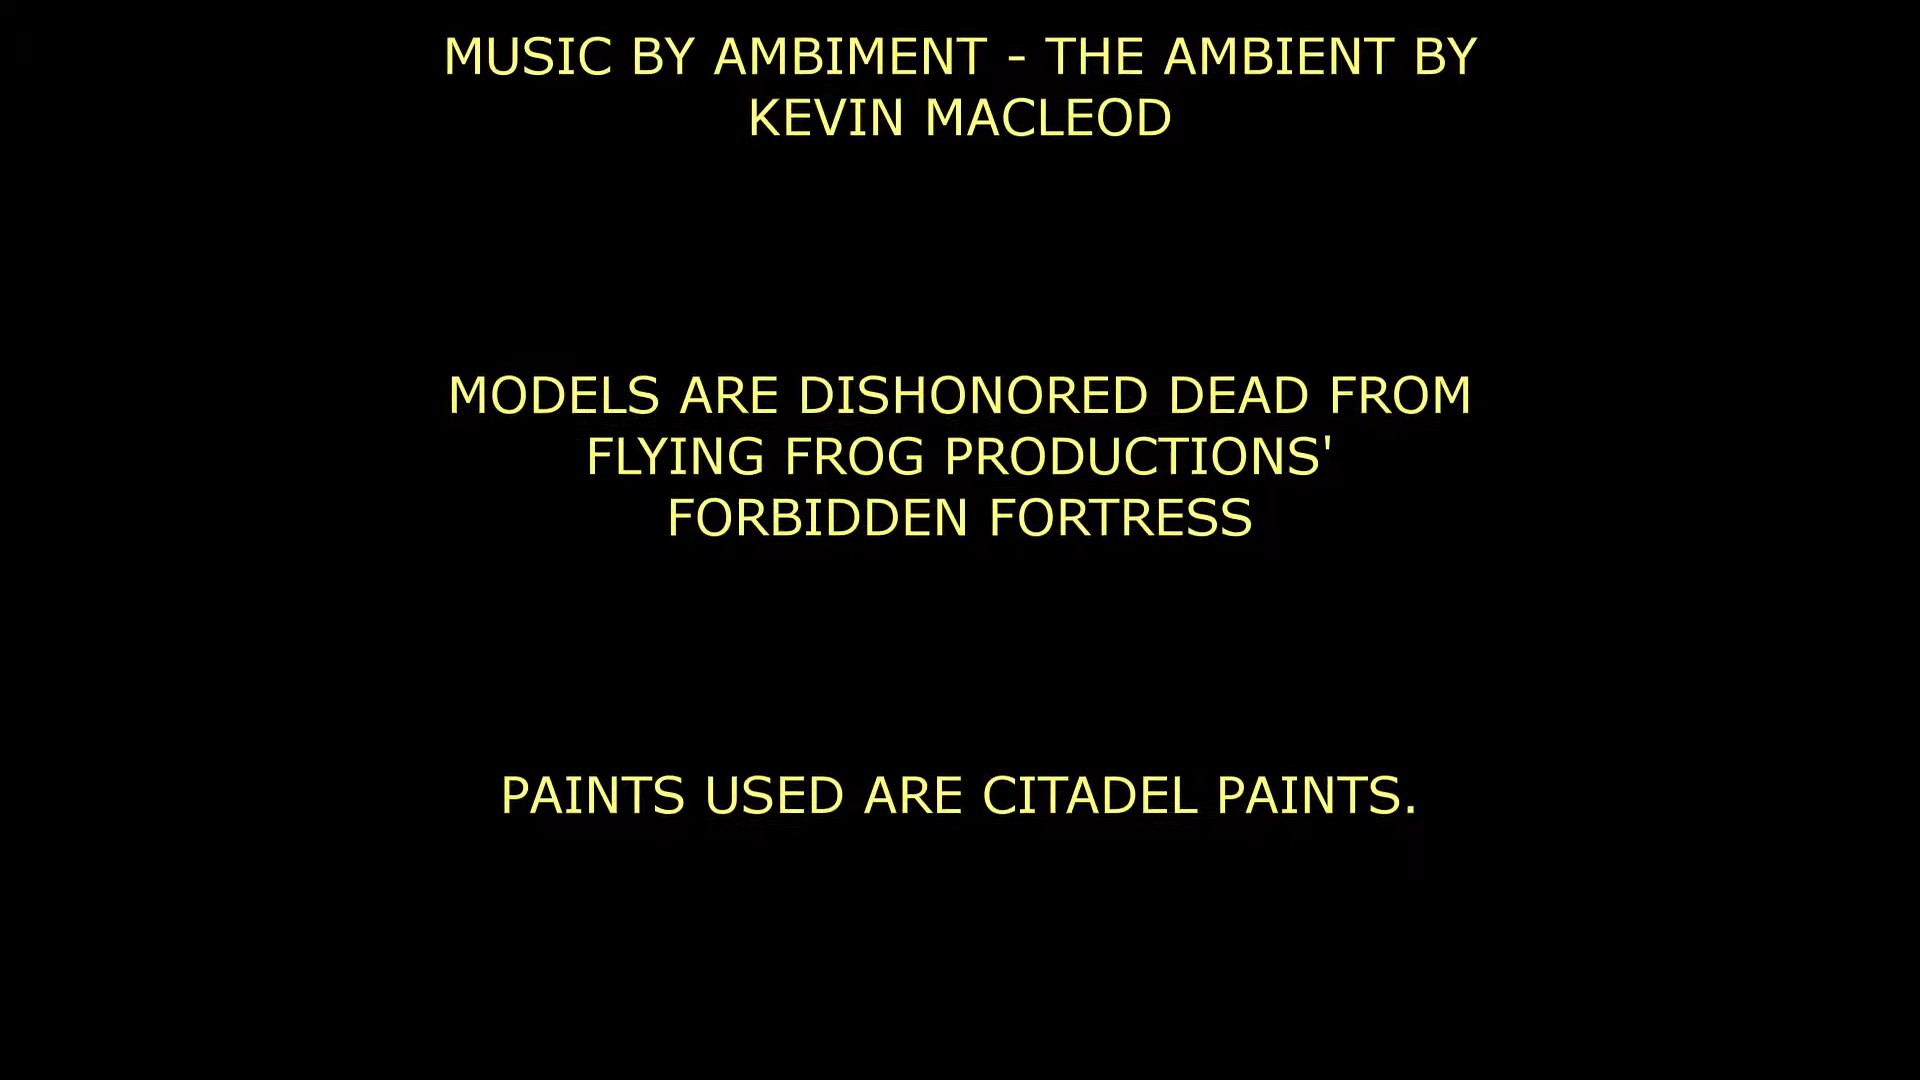 MUSIC BY AMBIMENT - THE AMBIENT BY
KEVIN MACLEOD
MODELS ARE DISHONORED DEAD FROM
FLYING FROG PRODUCTIONS'
FORBIDDEN FORTRESS
PAINTS USED ARE CITADEL PAINTS.